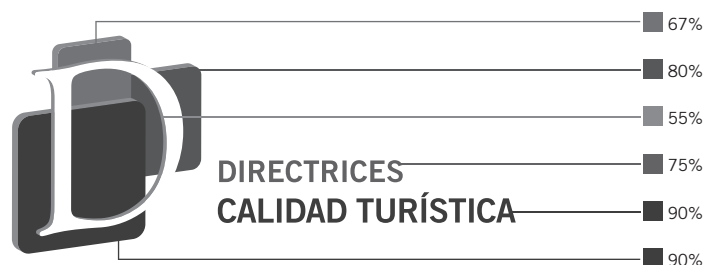 67%
80%
55%
75%
DIRECTRICES
90%
CALIDAD TURÍSTICA
90%
D